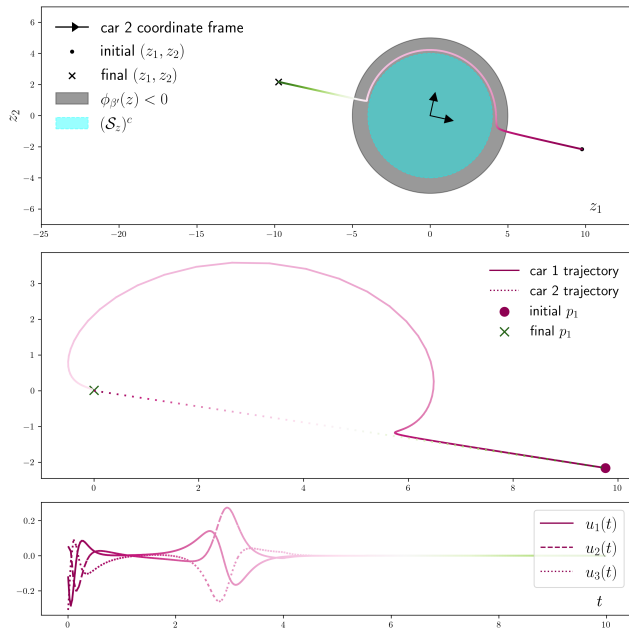 6
4
2
0
−2
−4
−6
z₂
car 2 coordinate frame
initial (z₁, z₂)
final (z₁, z₂)
ϕ_β′(z) < 0
(𝒮_z)ᶜ
z₁
−25
−20
−15
−10
−5
0
5
10
3
2
1
0
−1
−2
car 1 trajectory
car 2 trajectory
initial p₁
final p₁
0
2
4
6
8
10
0.2
0.0
−0.2
u₁(t)
u₂(t)
u₃(t)
t
0
2
4
6
8
10